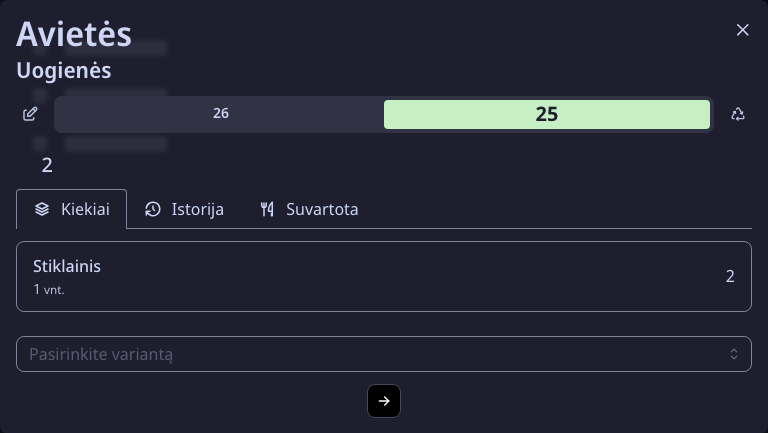 Avietės
Uogienės
26 25
2
Kiekiai Istorija Suvartota
Stiklainis
1 vnt.
2
Pasirinkite variantą